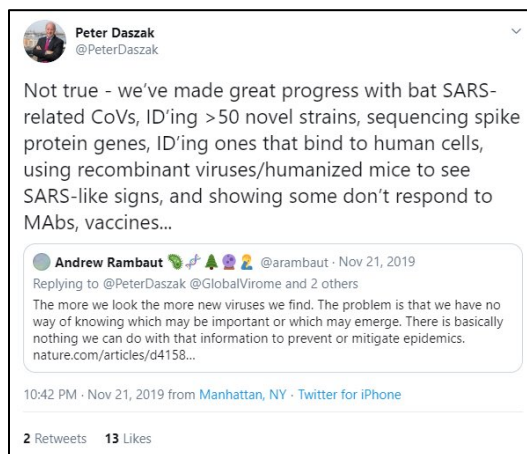 Peter Daszak
@PeterDaszak
Not true - we’ve made great progress with bat SARS-
related CoVs, ID’ing >50 novel strains, sequencing spike
protein genes, ID’ing ones that bind to human cells,
using recombinant viruses/humanized mice to see
SARS-like signs, and showing some don’t respond to
MAbs, vaccines...
Andrew Rambaut 🦠🧬🌲🔮🤦‍♂️ @arambaut · Nov 21, 2019
Replying to @PeterDaszak @GlobalVirome and 2 others
The more we look the more new viruses we find. The problem is that we have no
way of knowing which may be important or which may emerge. There is basically
nothing we can do with that information to prevent or mitigate epidemics.
nature.com/articles/d4158...
10:42 PM · Nov 21, 2019 from Manhattan, NY · Twitter for iPhone
2 Retweets 13 Likes